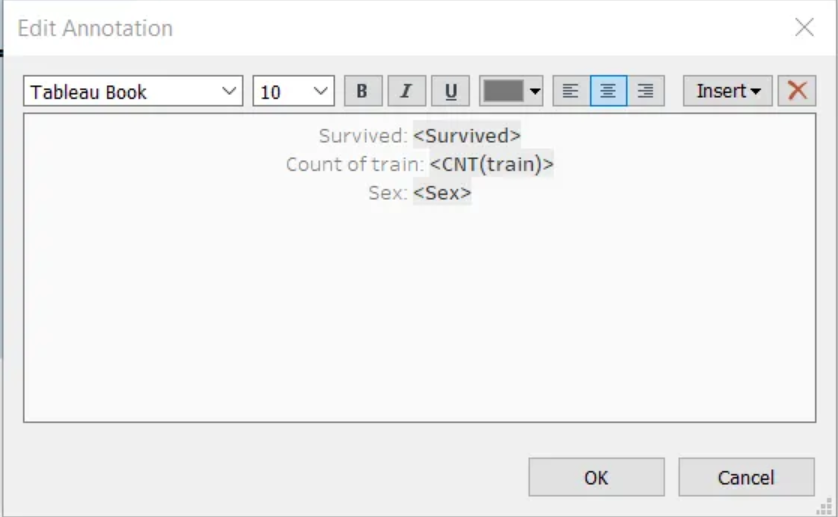 Edit Annotation
Tableau Book 10 B I U Insert
Survived: <Survived>
Count of train: <CNT(train)>
Sex: <Sex>
OK Cancel